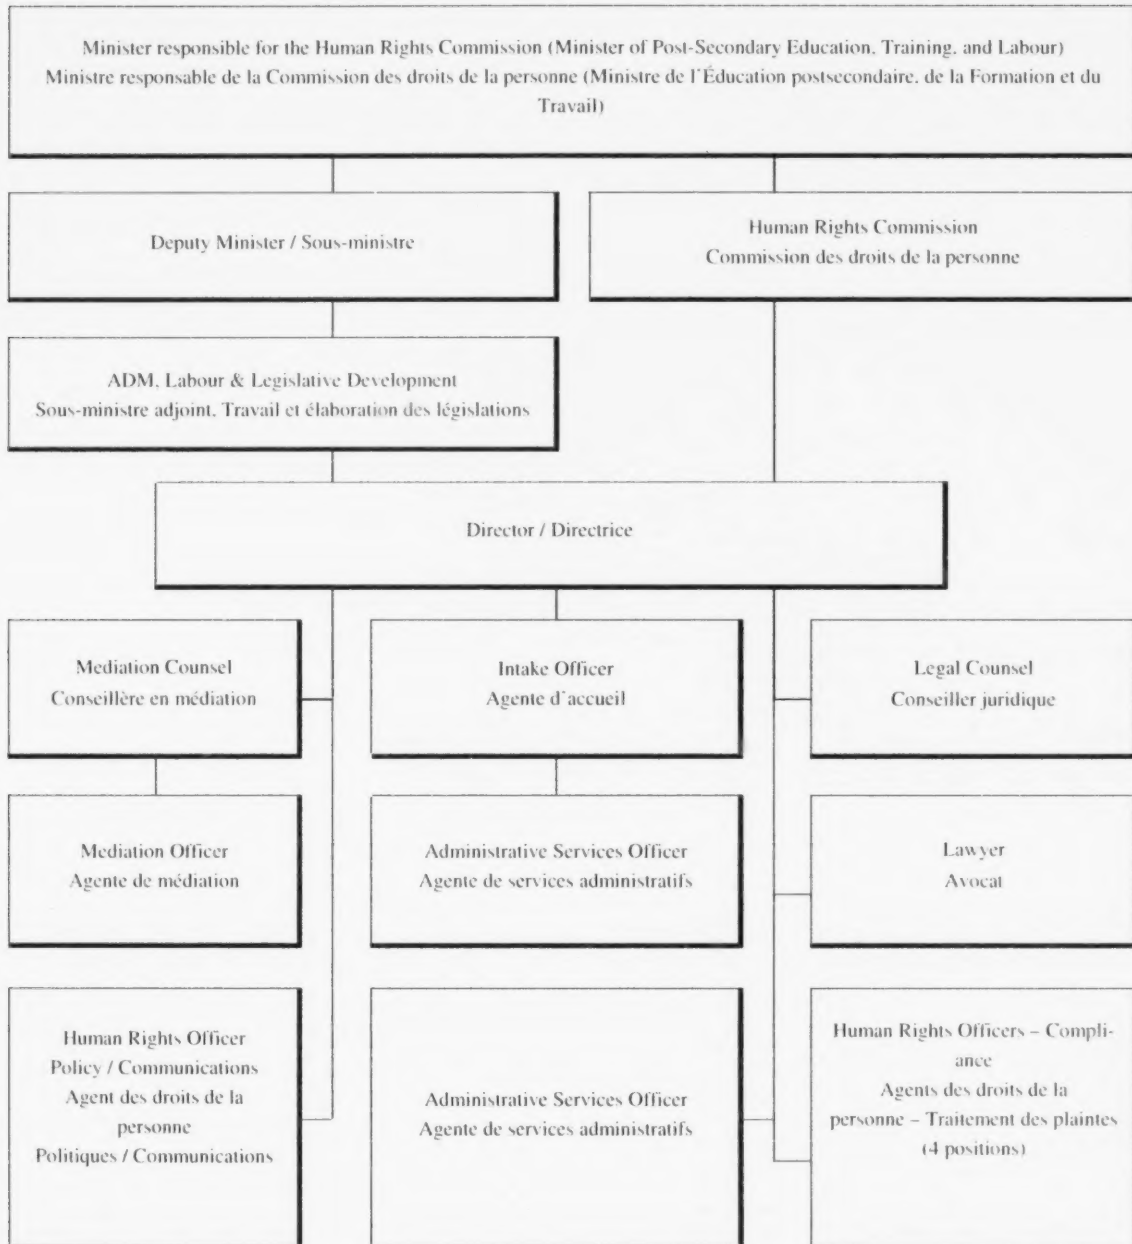 Minister responsible for the Human Rights Commission (Minister of Post-Secondary Education, Training, and Labour)
Ministre responsable de la Commission des droits de la personne (Ministre de l'Éducation postsecondaire, de la Formation et du
Travail)
Deputy Minister / Sous-ministre
Human Rights Commission
Commission des droits de la personne
ADM, Labour & Legislative Development
Sous-ministre adjoint, Travail et élaboration des législations
Director / Directrice
Mediation Counsel
Conseillère en médiation
Intake Officer
Agente d'accueil
Legal Counsel
Conseiller juridique
Mediation Officer
Agente de médiation
Administrative Services Officer
Agente de services administratifs
Lawyer
Avocat
Human Rights Officer
Policy / Communications
Agent des droits de la
personne
Politiques / Communications
Administrative Services Officer
Agente de services administratifs
Human Rights Officers – Compli-
ance
Agents des droits de la
personne – Traitement des plaintes
(4 positions)